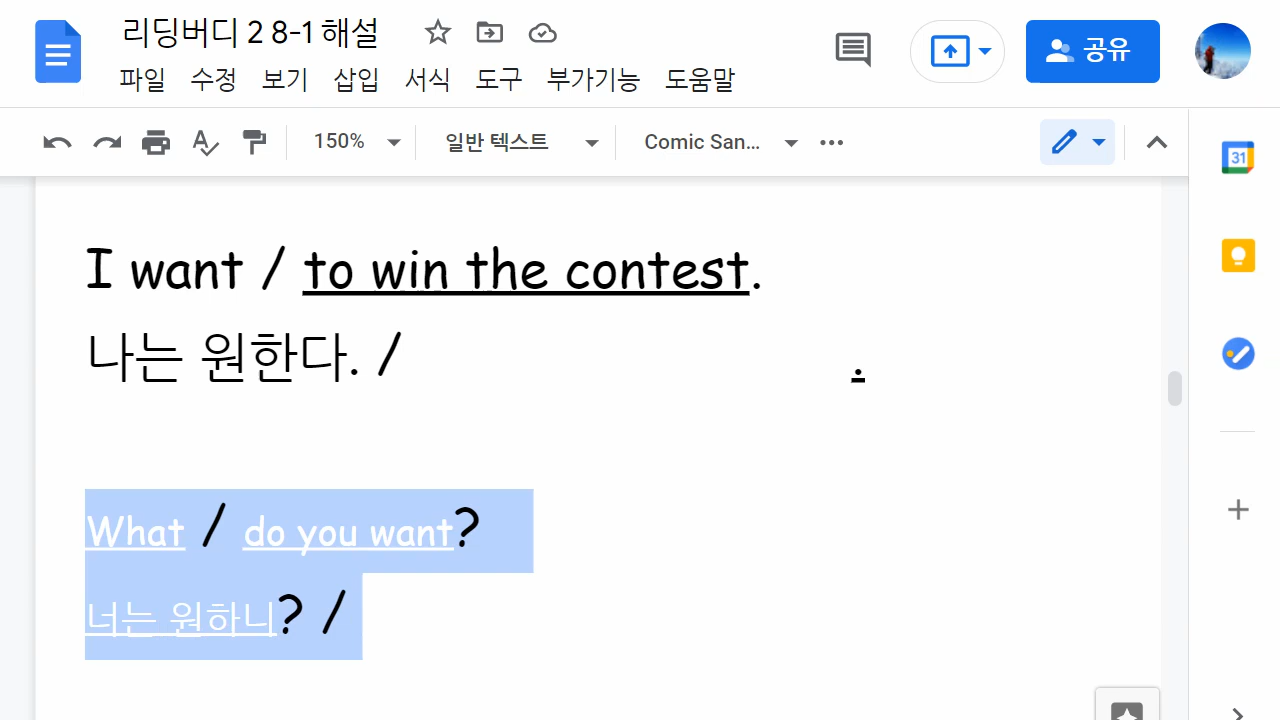 리딩버디 2 8-1 해설
파일 수정 보기 삽입 서식 도구 부가기능 도움말
공유
150% 일반 텍스트 Comic San...
31
I want / to win the contest.
나는 원한다. /
.
What / do you want?
너는 원하니? /